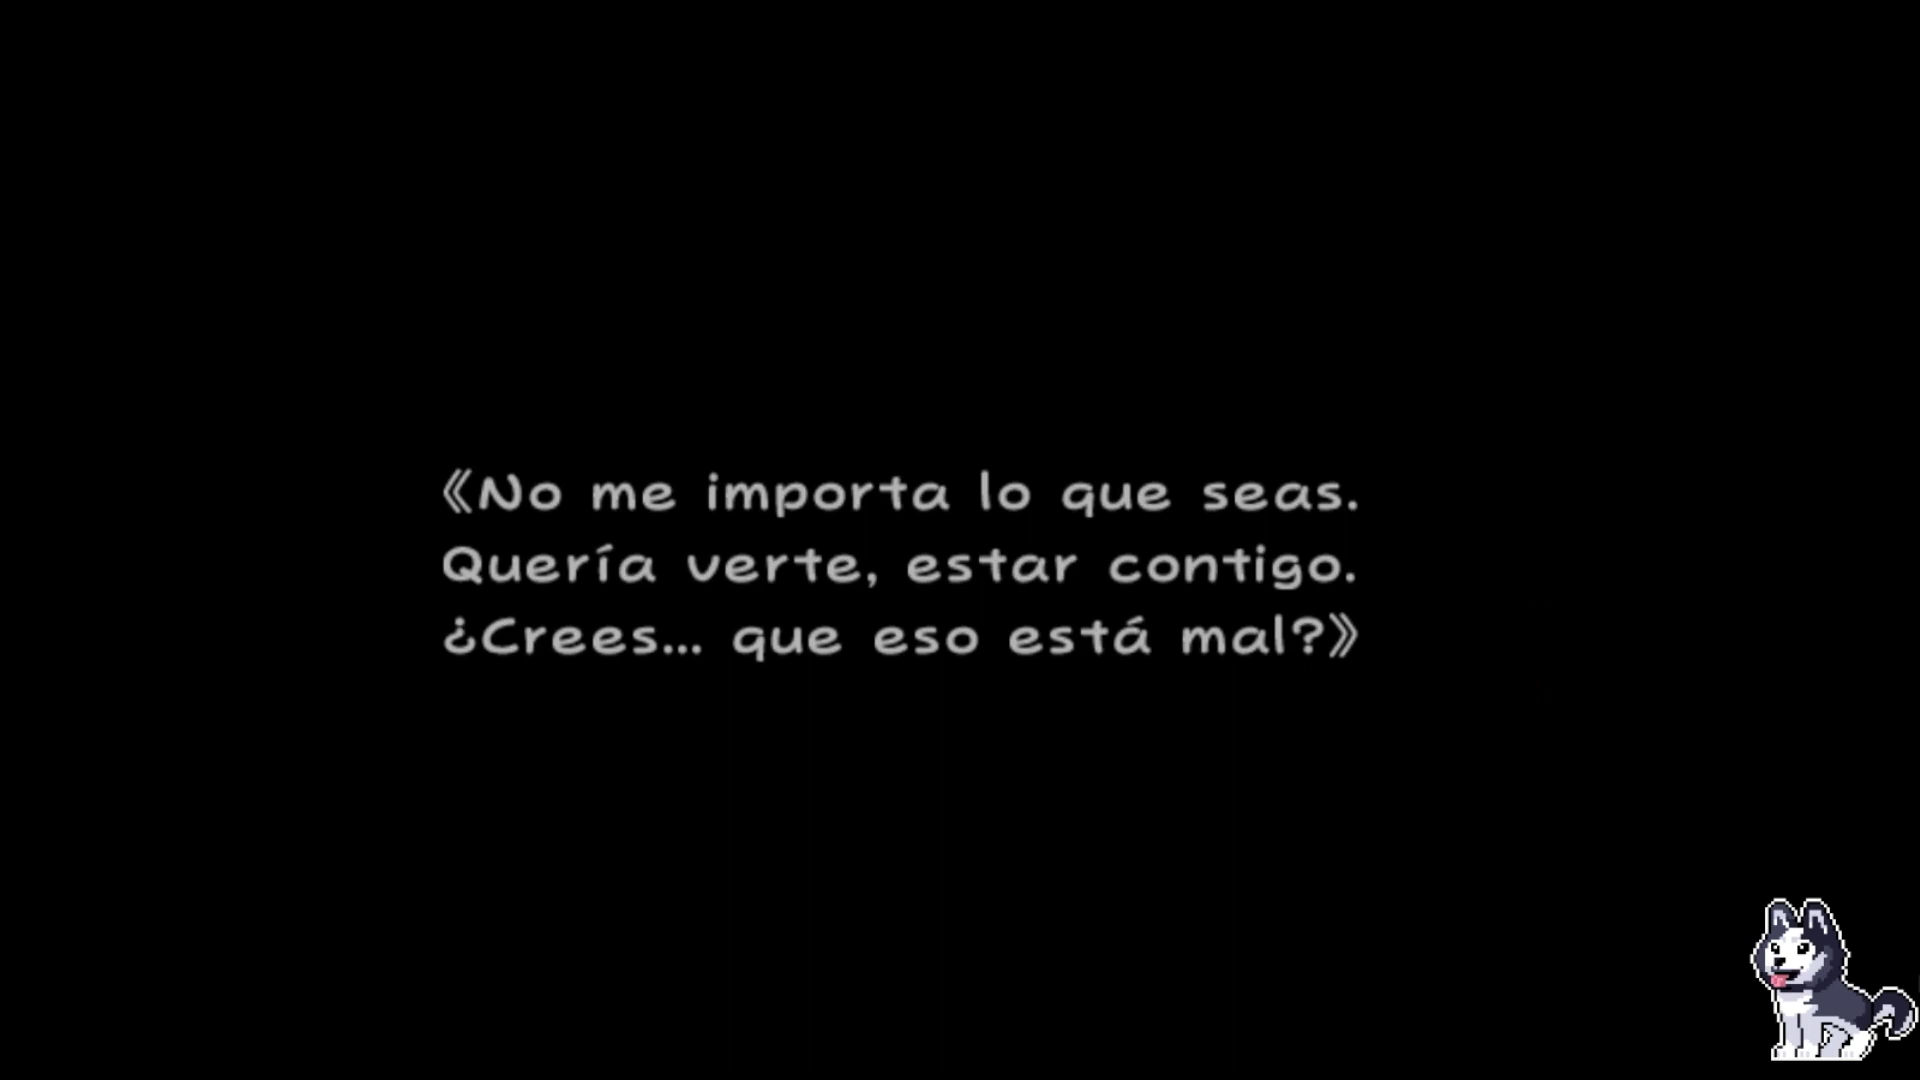 《No me importa lo que seas.
Quería verte, estar contigo.
¿Crees... que eso está mal?》